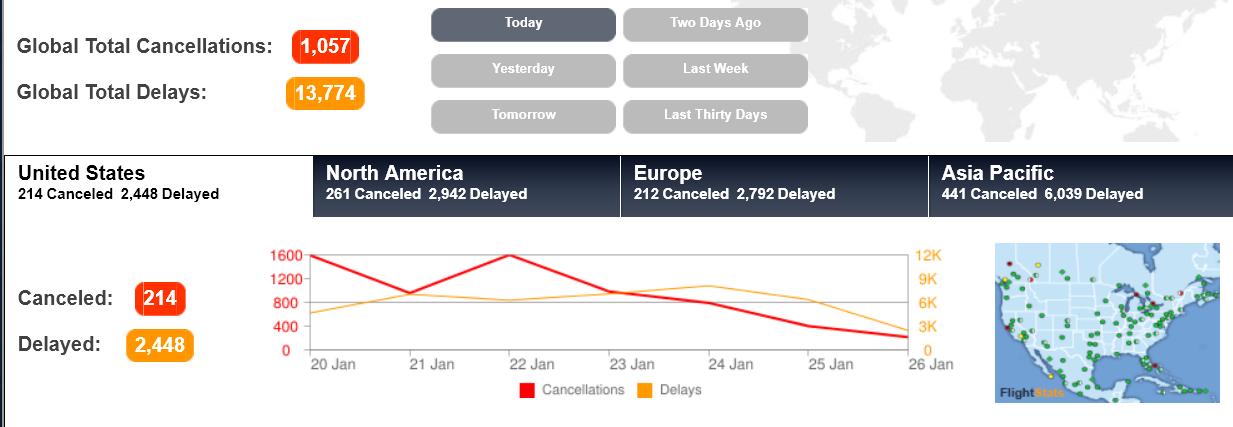 Global Total Cancellations: 1,057
Global Total Delays: 13,774
Today
Two Days Ago
Yesterday
Last Week
Tomorrow
Last Thirty Days
United States
214 Canceled 2,448 Delayed
North America
261 Canceled 2,942 Delayed
Europe
212 Canceled 2,792 Delayed
Asia Pacific
441 Canceled 6,039 Delayed
Canceled: 214
Delayed: 2,448
1600
1200
800
400
0
12K
9K
6K
3K
0
20 Jan 21 Jan 22 Jan 23 Jan 24 Jan 25 Jan 26 Jan
Cancellations Delays
FlightStats